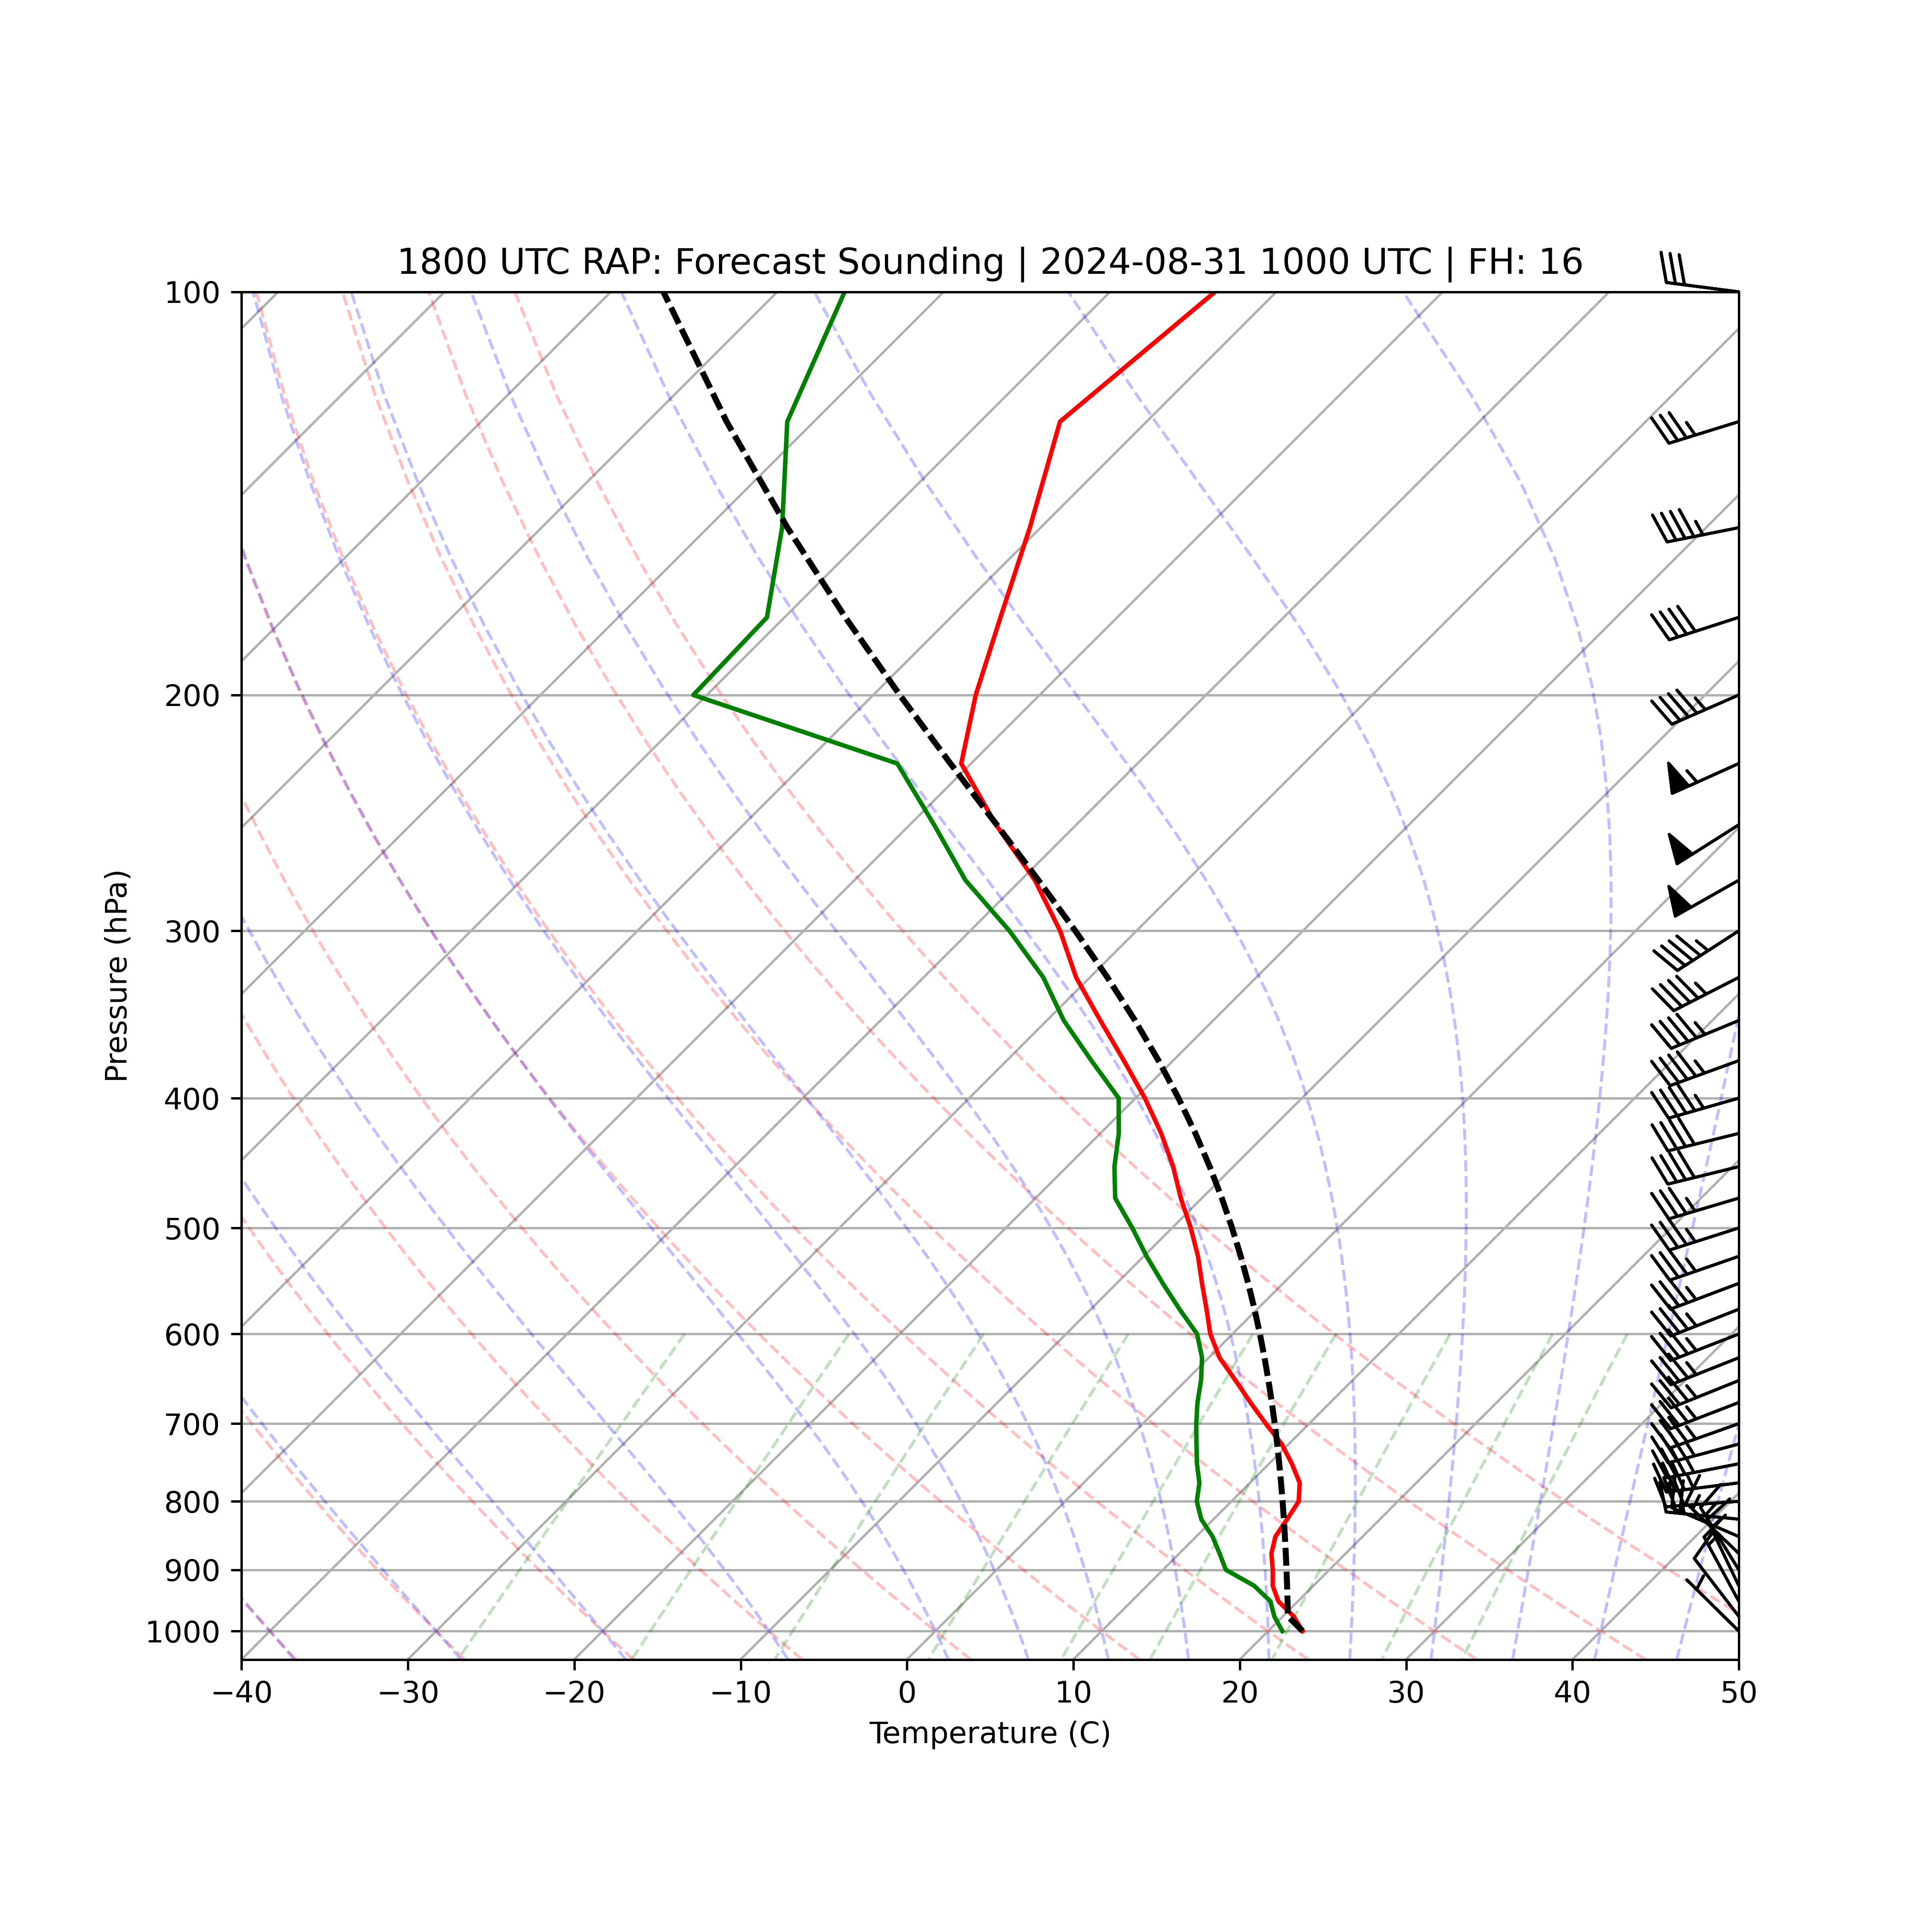 1800 UTC RAP: Forecast Sounding | 2024-08-31 1000 UTC | FH: 16
100
200
300
400
500
600
700
800
900
1000
Pressure (hPa)
−40 −30 −20 −10 0 10 20 30 40 50
Temperature (C)